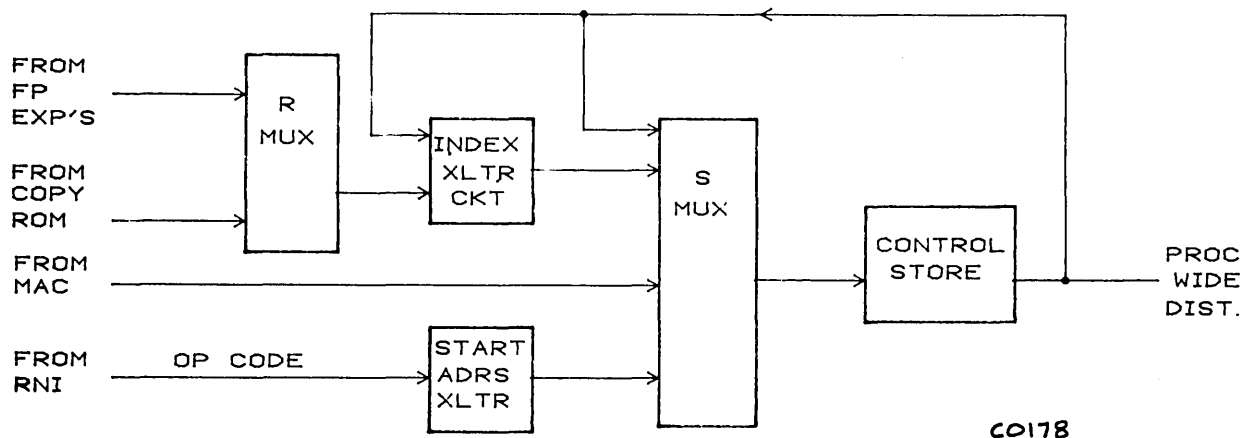 FROM
FP
EXP'S
FROM
COPY
ROM
FROM
MAC
FROM
RNI
OP CODE
R
MUX
INDEX
XLTR
CKT
START
ADRS
XLTR
S
MUX
CONTROL
STORE
PROC
WIDE
DIST.
C0178